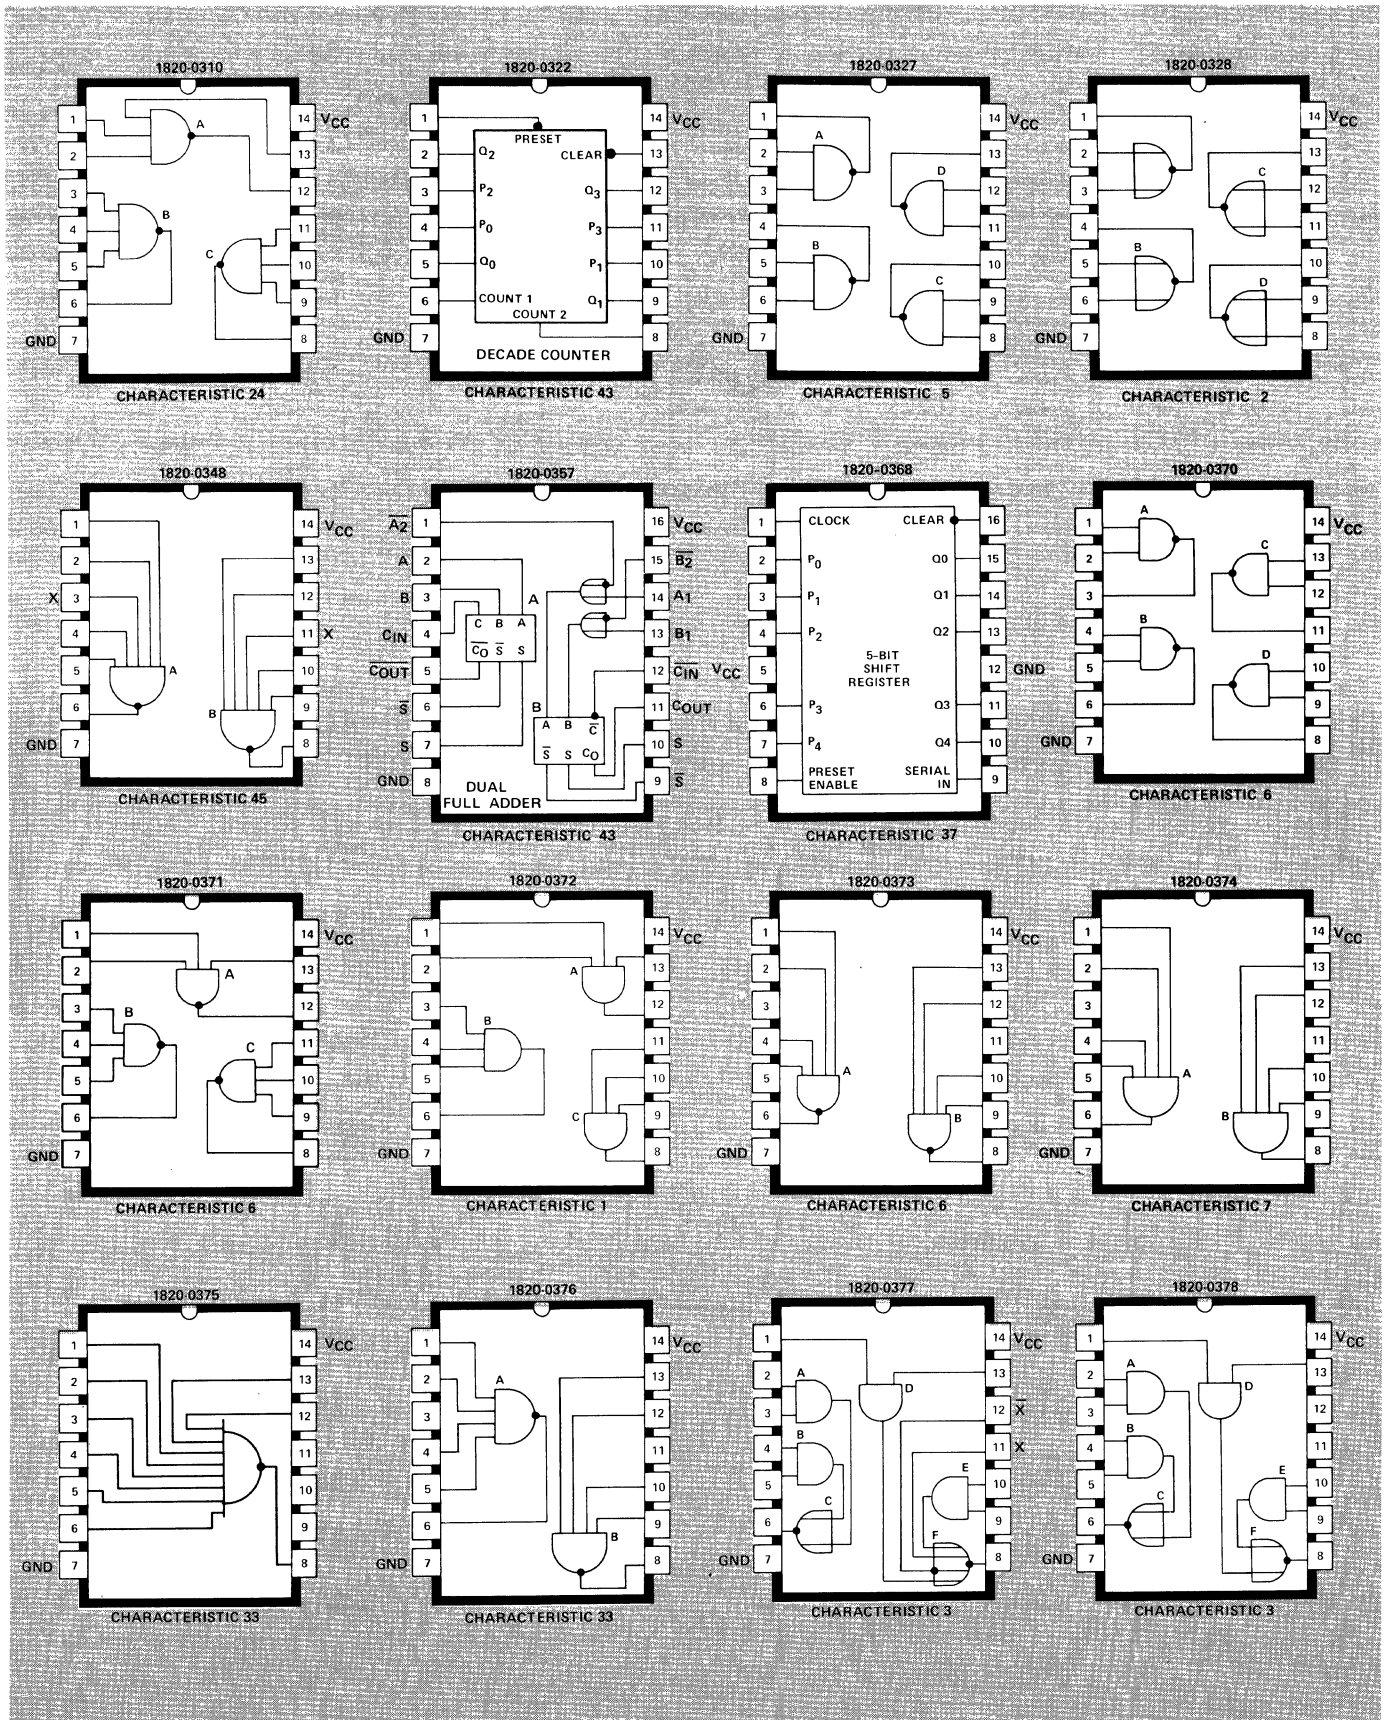 1820-0310
1 14 VCC
A
2 13
3 12
B
4 11
C
5 10
6 9
GND 7 8
CHARACTERISTIC 24
1820-0322
1 14 VCC
PRESET
2 Q2 CLEAR 13
3 P2 Q3 12
4 P0 P3 11
5 Q0 P1 10
6 COUNT 1 Q1 9
COUNT 2
GND 7 8
DECADE COUNTER
CHARACTERISTIC 43
1820-0327
1 14 VCC
A
2 13
D
3 12
4 11
B
5 10
C
6 9
GND 7 8
CHARACTERISTIC 5
1820-0328
1 14 VCC
2 13
C
3 12
4 11
B
5 10
D
6 9
GND 7 8
CHARACTERISTIC 2
1820-0348
1 14 VCC
2 13
X 3 12
4 11 X
5 A 10
6 B 9
GND 7 8
CHARACTERISTIC 45
1820-0357
A̅2̅ 1 16 VCC
A 2 15 B̅2̅
B 3 A 14 A1
C B A
CIN 4 13 B1
C̅O̅ S̅ S
C̅O̅U̅T̅ 5 12 C̅I̅N̅
S̅ 6 B 11 COUT
A B C̅
S 7 10 S
S̅ S CO
GND 8 9 S̅
DUAL
FULL ADDER
CHARACTERISTIC 43
1820-0368
1 CLOCK CLEAR 16
2 P0 Q0 15
3 P1 Q1 14
4 P2 Q2 13
5-BIT
SHIFT
REGISTER
VCC 5 12 GND
6 P3 Q3 11
7 P4 Q4 10
8 PRESET ENABLE SERIAL IN 9
CHARACTERISTIC 37
1820-0370
A
1 14 VCC
2 C 13
3 12
B
4 11
5 D 10
6 9
GND 7 8
CHARACTERISTIC 6
1820-0371
1 14 VCC
2 A 13
3 B 12
4 11
C
5 10
6 9
GND 7 8
CHARACTERISTIC 6
1820-0372
1 14 VCC
2 A 13
3 B 12
4 11
5 10
6 C 9
GND 7 8
CHARACTERISTIC 1
1820-0373
1 14 VCC
2 13
3 12
4 11
5 A 10
6 B 9
GND 7 8
CHARACTERISTIC 6
1820-0374
1 14 VCC
2 13
3 12
4 11
5 A 10
6 B 9
GND 7 8
CHARACTERISTIC 7
1820-0375
1 14 VCC
2 13
3 12
4 11
5 10
6 9
GND 7 8
CHARACTERISTIC 33
1820-0376
1 14 VCC
2 A 13
3 12
4 11
5 10
6 B 9
GND 7 8
CHARACTERISTIC 33
1820-0377
1 14 VCC
2 A D 13
3 12 X̅
4 B 11 X
5 E 10
C
6 F 9
GND 7 8
CHARACTERISTIC 3
1820-0378
1 14 VCC
2 A D 13
3 12
4 B 11
5 E 10
C
6 F 9
GND 7 8
CHARACTERISTIC 3